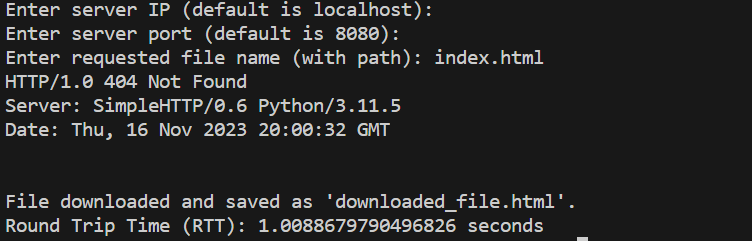 Enter server IP (default is localhost):
Enter server port (default is 8080):
Enter requested file name (with path): index.html
HTTP/1.0 404 Not Found
Server: SimpleHTTP/0.6 Python/3.11.5
Date: Thu, 16 Nov 2023 20:00:32 GMT
File downloaded and saved as 'downloaded_file.html'.
Round Trip Time (RTT): 1.0088679790496826 seconds